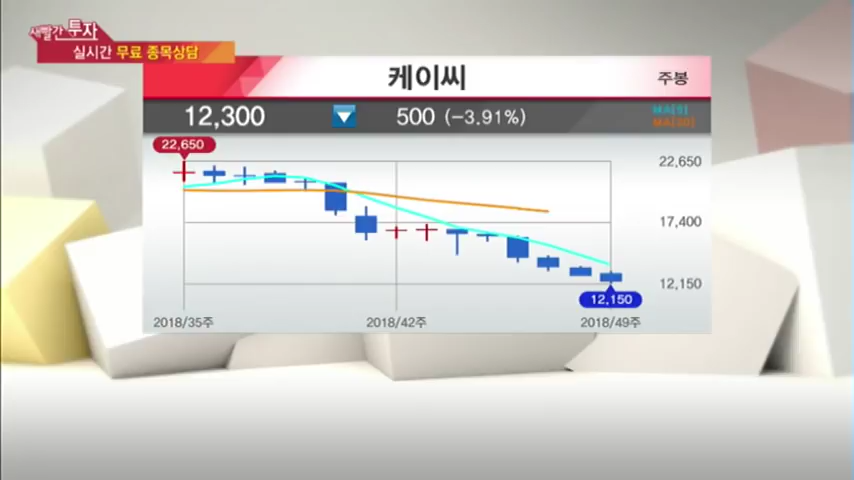 새빨간 투자
실시간 무료 종목상담
케이씨
주봉
12,300 ▼ 500 (-3.91%)
MA[5]
22,650
22,650
17,400
12,150
12,150
2018/35주 2018/42주 2018/49주